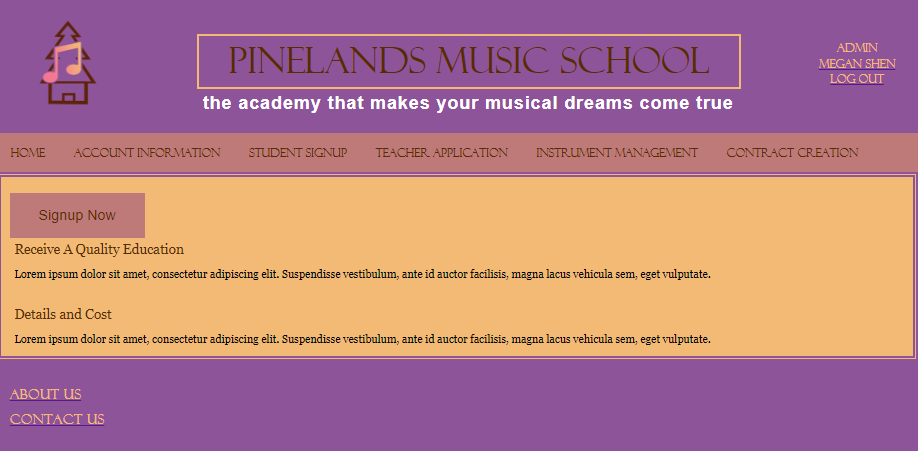 PINELANDS MUSIC SCHOOL
the academy that makes your musical dreams come true
ADMIN
MEGAN SHEN
LOG OUT
HOME ACCOUNT INFORMATION STUDENT SIGNUP TEACHER APPLICATION INSTRUMENT MANAGEMENT CONTRACT CREATION
Signup Now
Receive A Quality Education
Lorem ipsum dolor sit amet, consectetur adipiscing elit. Suspendisse vestibulum, ante id auctor facilisis, magna lacus vehicula sem, eget vulputate.
Details and Cost
Lorem ipsum dolor sit amet, consectetur adipiscing elit. Suspendisse vestibulum, ante id auctor facilisis, magna lacus vehicula sem, eget vulputate.
ABOUT US
CONTACT US